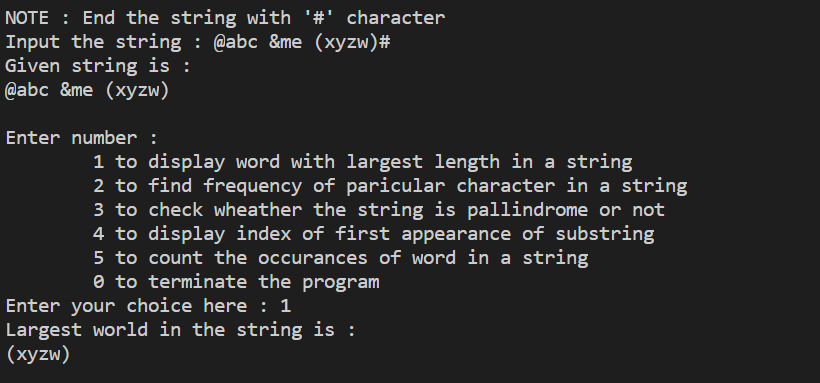 NOTE : End the string with '#' character
Input the string : @abc &me (xyzw)#
Given string is :
@abc &me (xyzw)
Enter number :
1 to display word with largest length in a string
2 to find frequency of paricular character in a string
3 to check wheather the string is pallindrome or not
4 to display index of first appearance of substring
5 to count the occurances of word in a string
0 to terminate the program
Enter your choice here : 1
Largest world in the string is :
(xyzw)